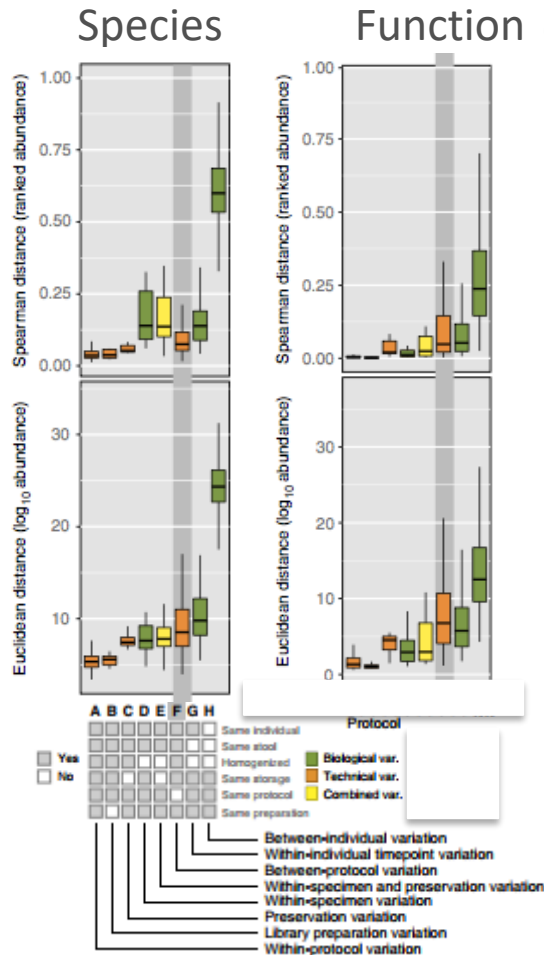 Species Function
Spearman distance (ranked abundance)
1.00
0.75
0.50
0.25
0.00
Spearman distance (ranked abundance)
1.00
0.75
0.50
0.25
0.00
Euclidean distance (log10 abundance)
30
20
10
Euclidean distance (log10 abundance)
30
20
10
0
A B C D E F G H
Protocol
Yes
No
Same individual
Same stool
Homogenized
Same storage
Same protocol
Same preparation
Biological var.
Technical var.
Combined var.
Between-individual variation
Within-individual timepoint variation
Between-protocol variation
Within-specimen and preservation variation
Within-specimen variation
Preservation variation
Library preparation variation
Within-protocol variation